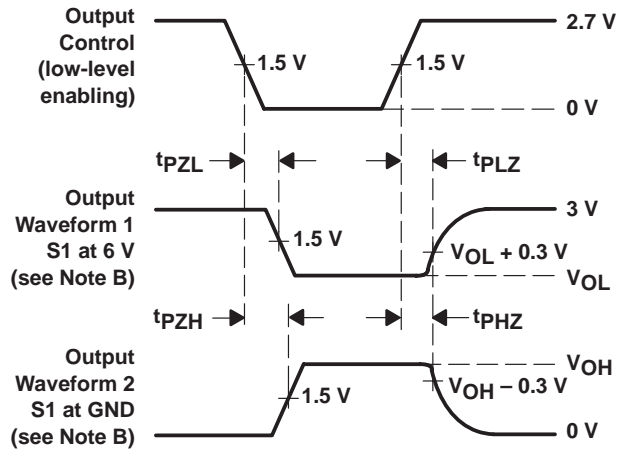 Output
Control
(low-level
enabling)
2.7 V
1.5 V
1.5 V
0 V
tPZL
tPLZ
Output
Waveform 1
S1 at 6 V
(see Note B)
3 V
1.5 V
VOL + 0.3 V
VOL
tPZH
tPHZ
Output
Waveform 2
S1 at GND
(see Note B)
VOH
VOH – 0.3 V
1.5 V
0 V